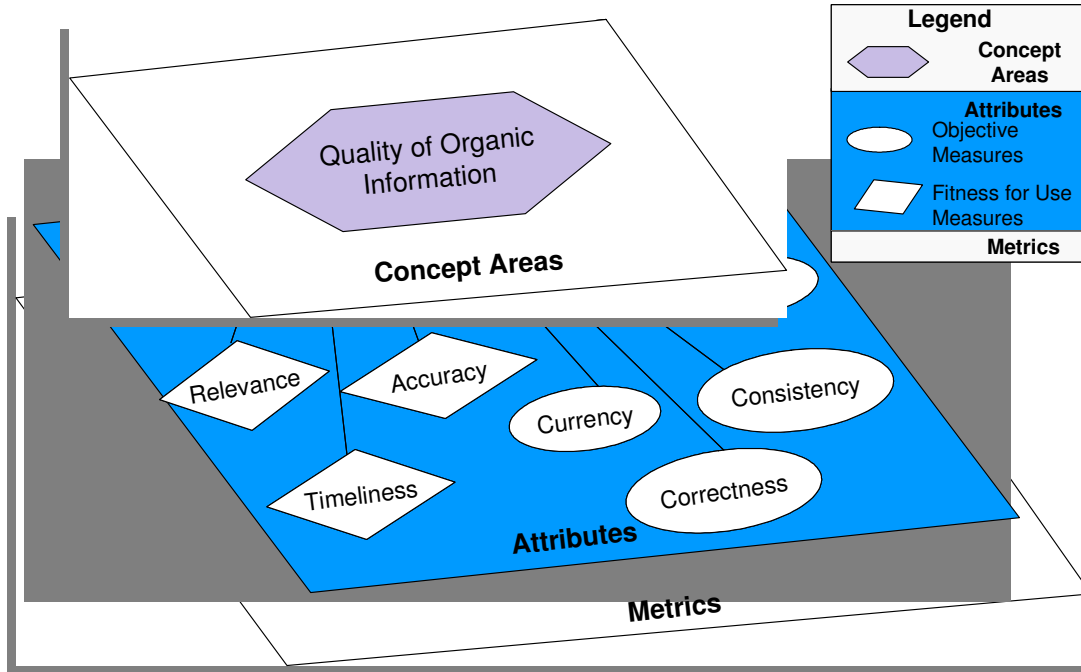 Legend
Concept
Areas
Attributes
Objective
Measures
Fitness for Use
Measures
Metrics
Quality of Organic
Information
Concept Areas
Relevance
Accuracy
Currency
Consistency
Timeliness
Correctness
Attributes
Metrics